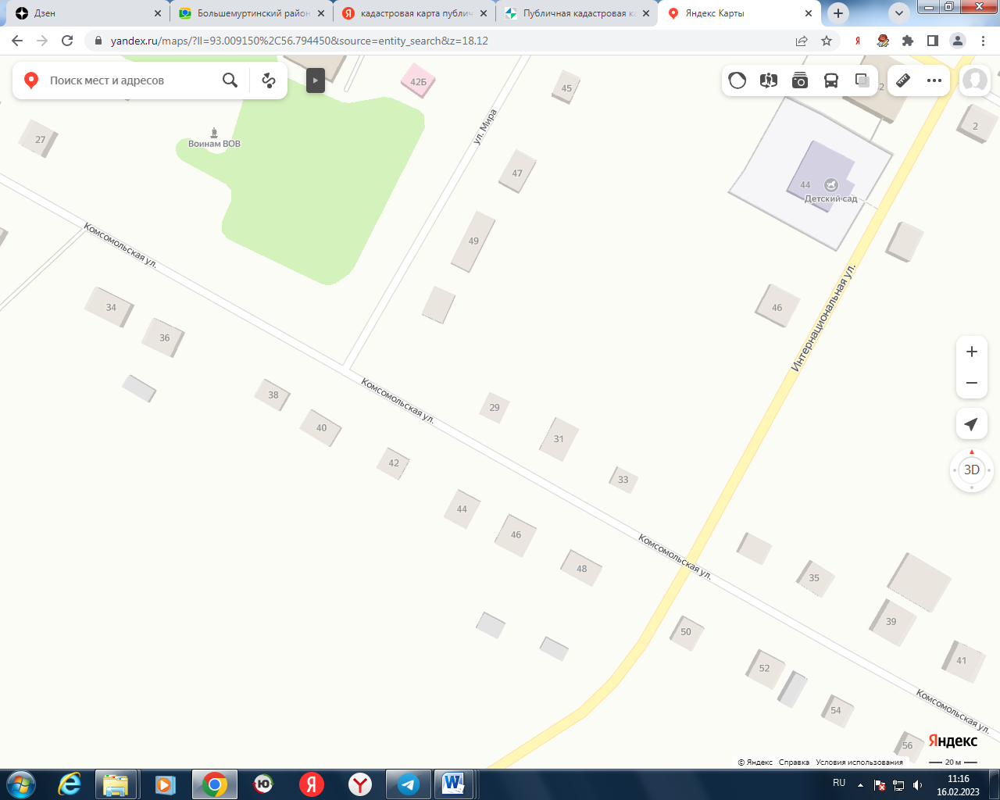 Дзен
Большемуртинский район
кадастровая карта публич
Публичная кадастровая ка
Яндекс Карты
yandex.ru/maps/?ll=93.009150%2C56.794450&source=entity_search&z=18.12
Поиск мест и адресов
42Б
45
2
27
Воинам ВОВ
ул. Мира
47
44
Детский сад
49
Комсомольская ул.
34
36
46
Интернациональная ул.
38
40
Комсомольская ул.
29
31
42
33
3D
44
46
48
Комсомольская ул.
35
39
50
41
52
54
56
Комсомольская ул.
Яндекс
© Яндекс Справка Условия использования
20 м
RU
11:16
16.02.2023